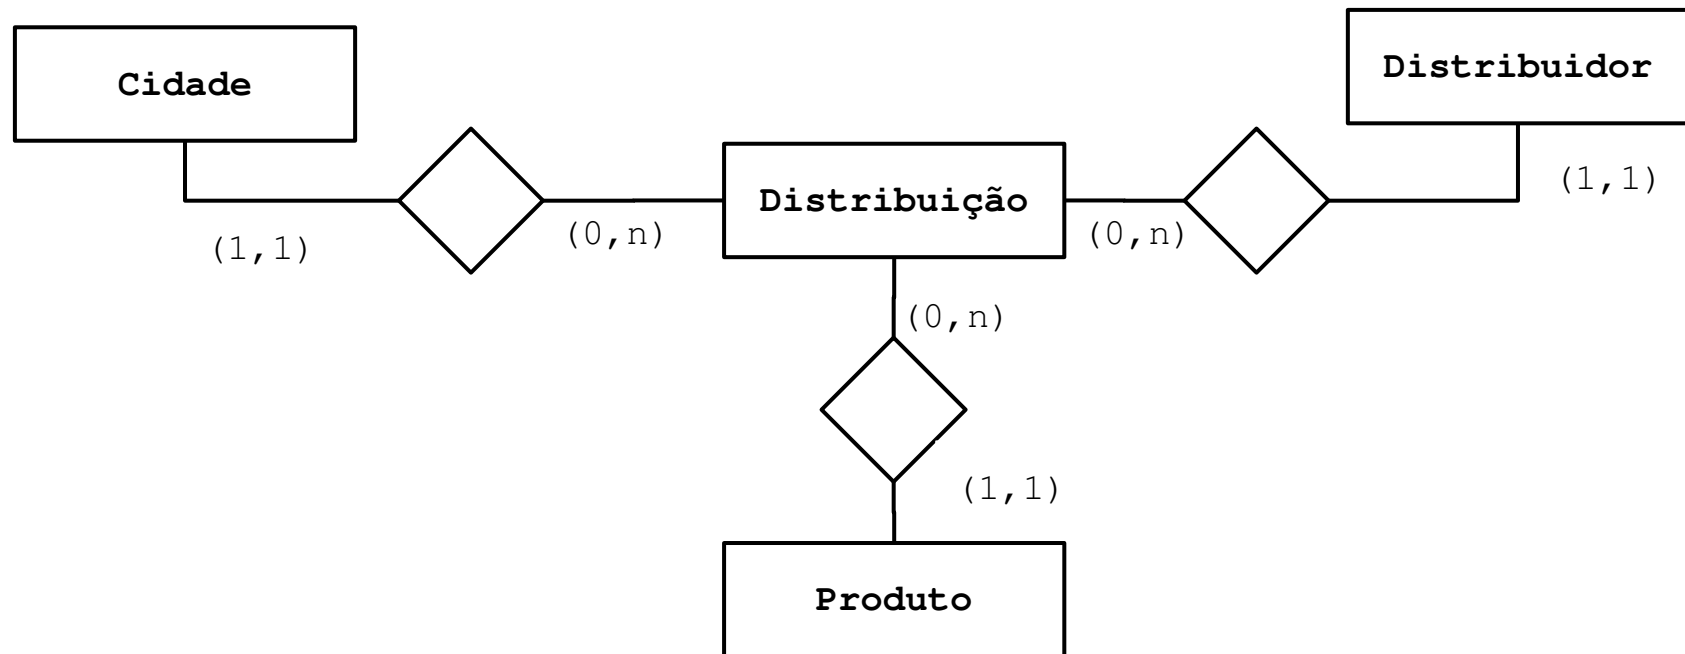 Distribuidor
Cidade
(1,1)
Distribuição
(0,n)
(0,n)
(1,1)
(0,n)
(1,1)
Produto